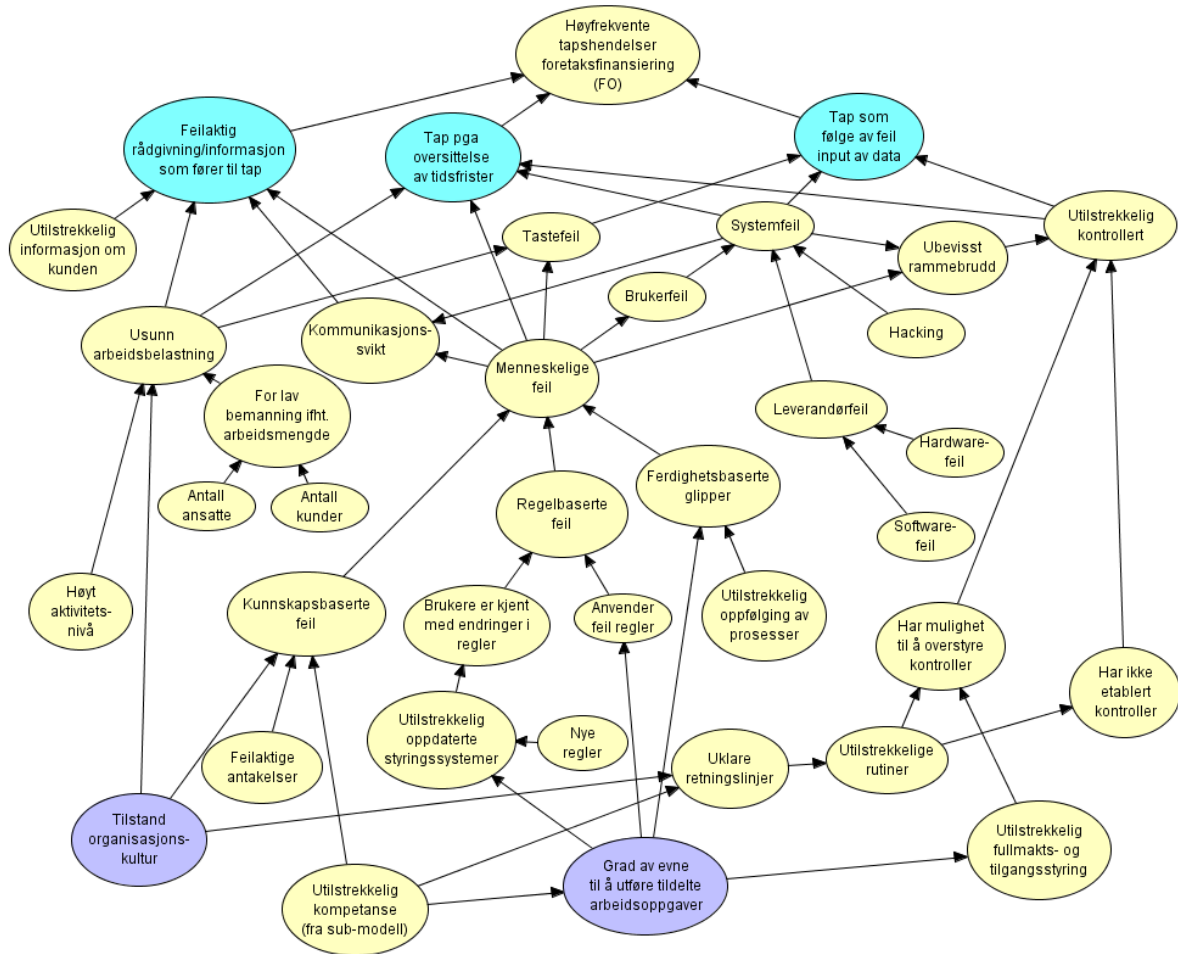 Høyfrekvente
tapshendelser
foretaksfinansiering
(FO)
Feilaktig
rådgivning/informasjon
som fører til tap
Tap pga
oversittelse
av tidsfrister
Tap som
følge av feil
input av data
Utilstrekkelig
informasjon om
kunden
Tastefeil
Systemfeil
Ubevisst
rammebrudd
Utilstrekkelig
kontrollert
Usunn
arbeidsbelastning
Kommunikasjons-
svikt
Brukerfeil
Hacking
Menneskelige
feil
For lav
bemanning ifht.
arbeidsmengde
Leverandørfeil
Hardware-
feil
Antall
ansatte
Antall
kunder
Regelbaserte
feil
Ferdighetsbaserte
glipper
Software-
feil
Høyt
aktivitets-
nivå
Kunnskapsbaserte
feil
Brukere er kjent
med endringer i
regler
Anvender
feil regler
Utilstrekkelig
oppfølging av
prosesser
Har mulighet
til å overstyre
kontroller
Har ikke
etablert
kontroller
Feilaktige
antakelser
Utilstrekkelig
oppdaterte
styringssystemer
Nye
regler
Uklare
retningslinjer
Utilstrekkelige
rutiner
Tilstand
organisasjons-
kultur
Utilstrekkelig
kompetanse
(fra sub-modell)
Grad av evne
til å utføre tildelte
arbeidsoppgaver
Utilstrekkelig
fullmakts- og
tilgangsstyring